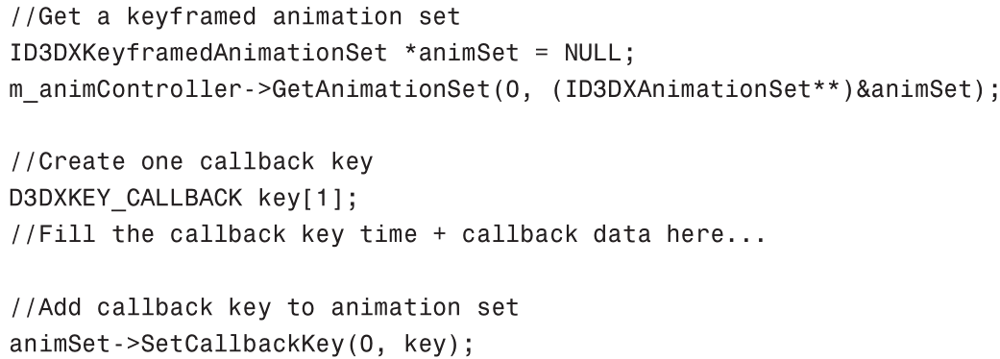 //Get a keyframed animation set
ID3DXKeyframedAnimationSet *animSet = NULL;
m_animController->GetAnimationSet(0, (ID3DXAnimationSet**)&animSet);
//Create one callback key
D3DXKEY_CALLBACK key[1];
//Fill the callback key time + callback data here...
//Add callback key to animation set
animSet->SetCallbackKey(0, key);